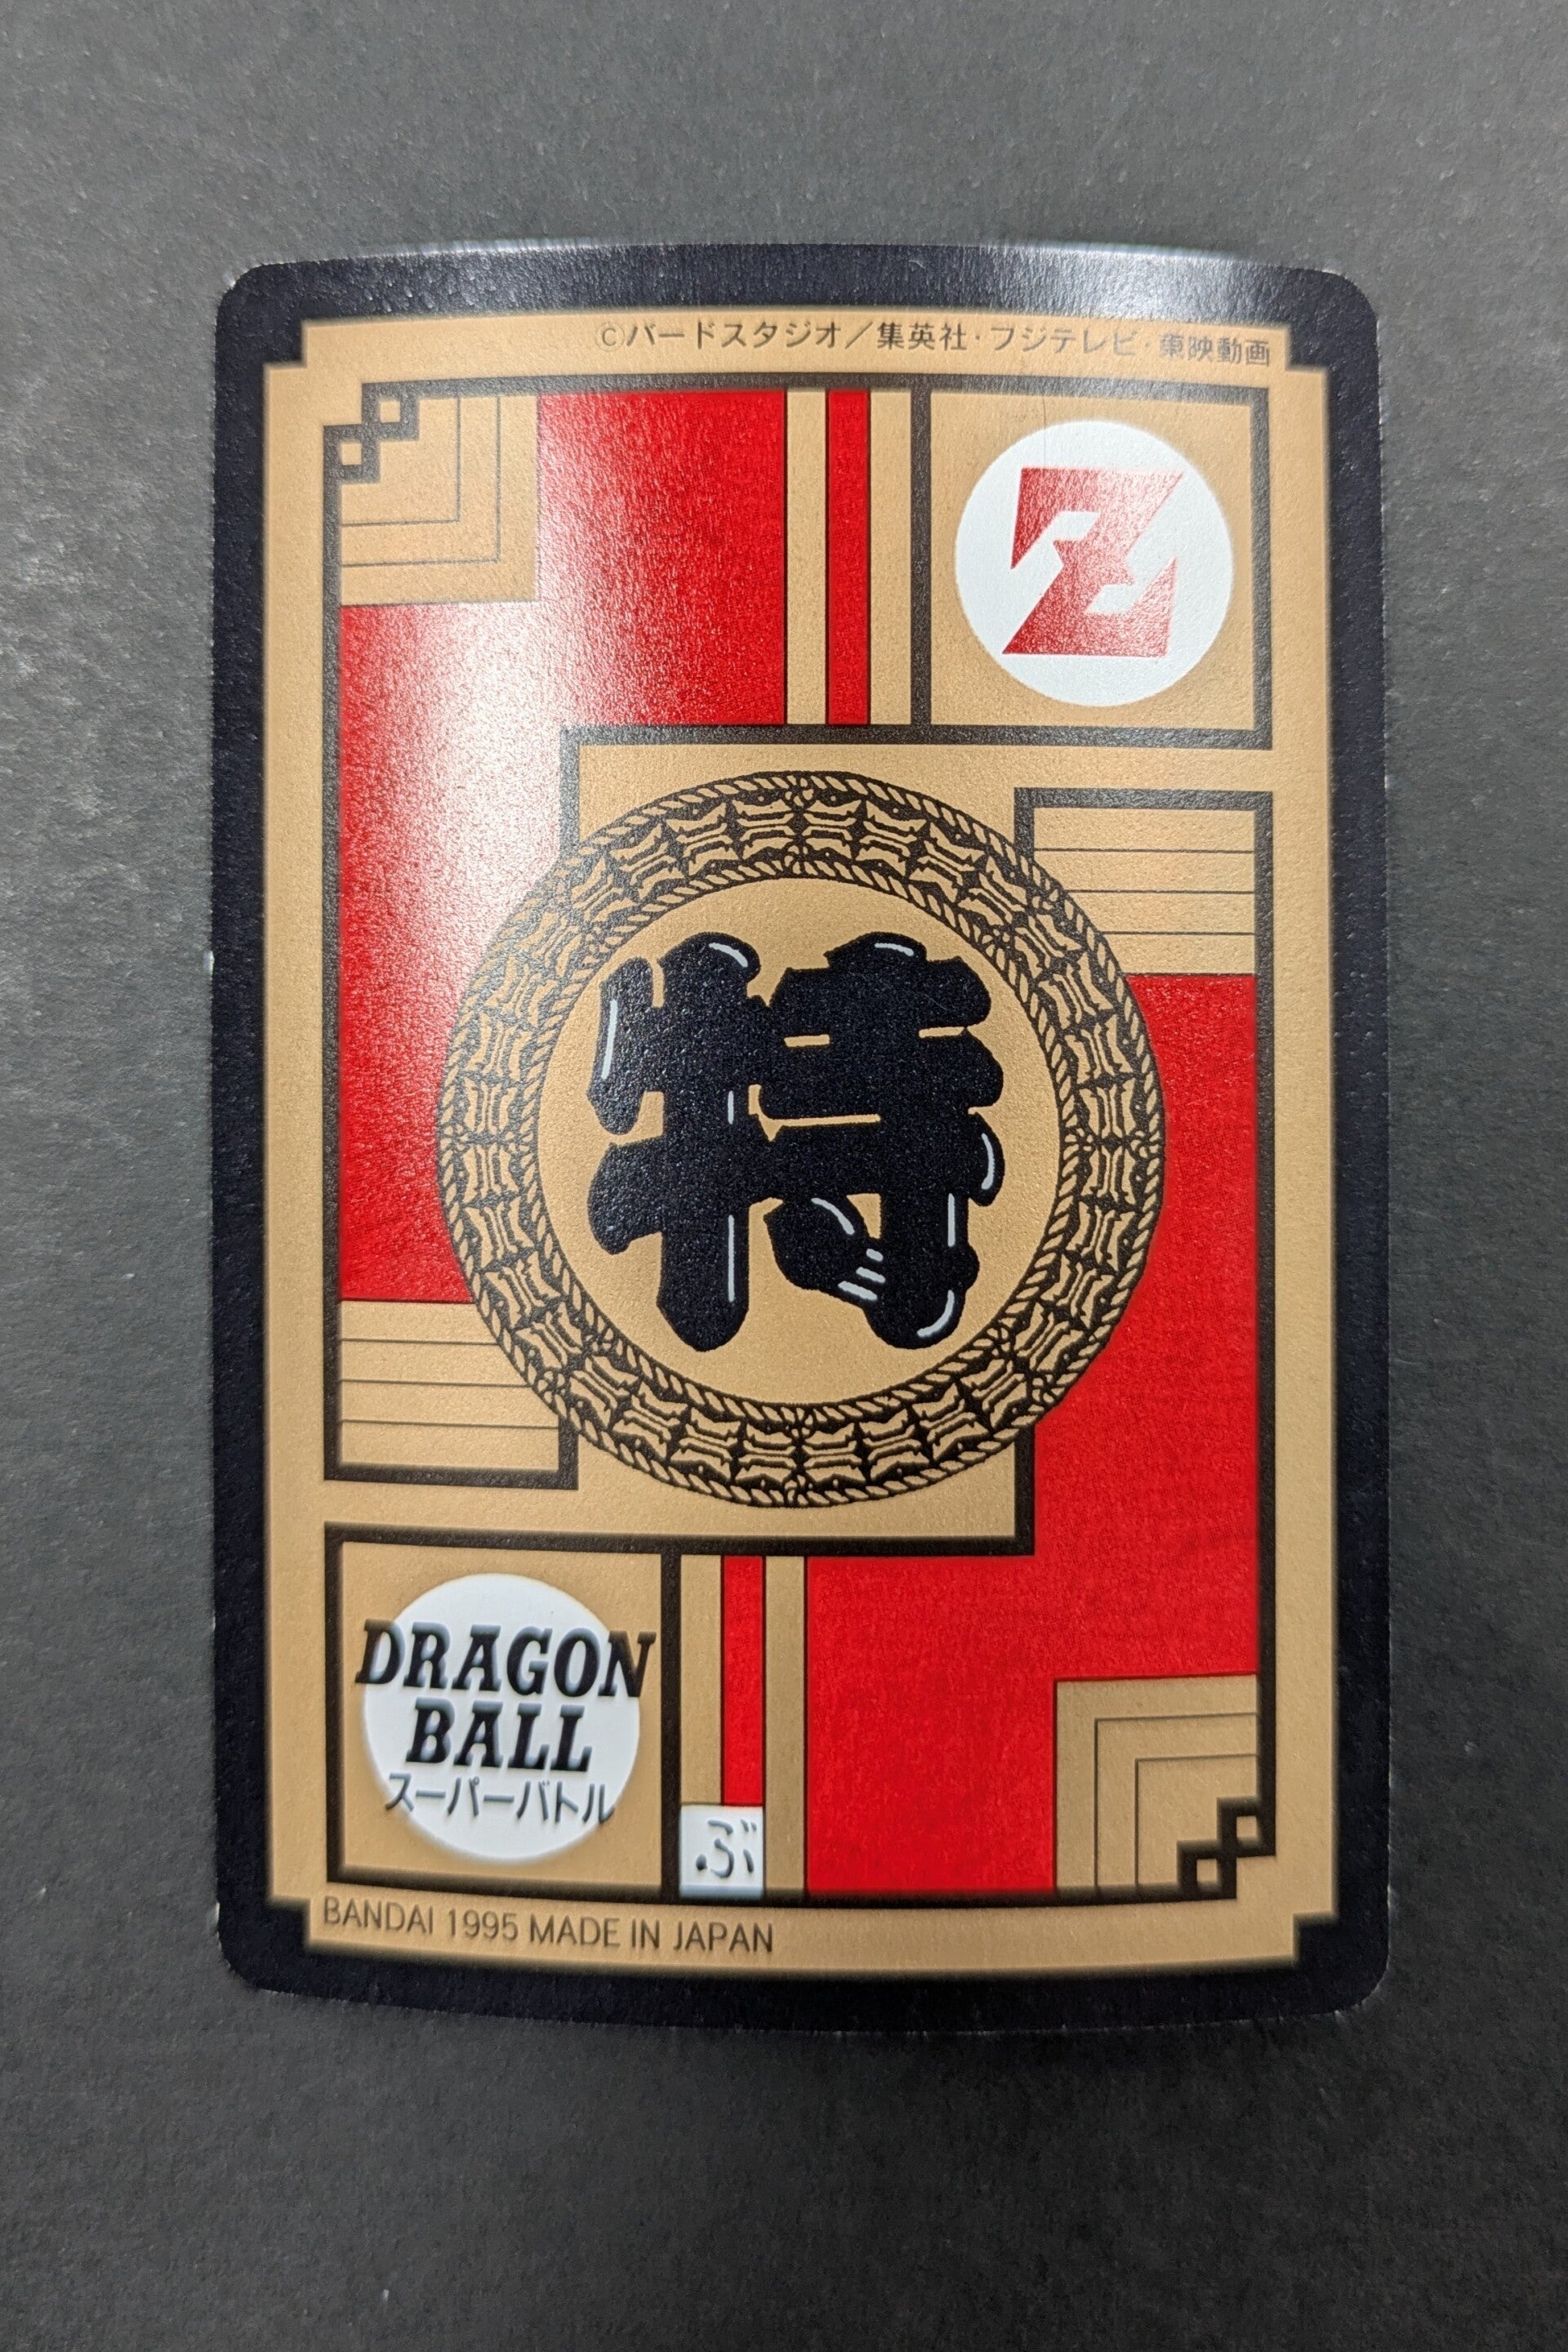 ©バードスタジオ／集英社・フジテレビ・東映動画
Z
特
DRAGON
BALL
スーパーバトル
ぶ
BANDAI 1995 MADE IN JAPAN